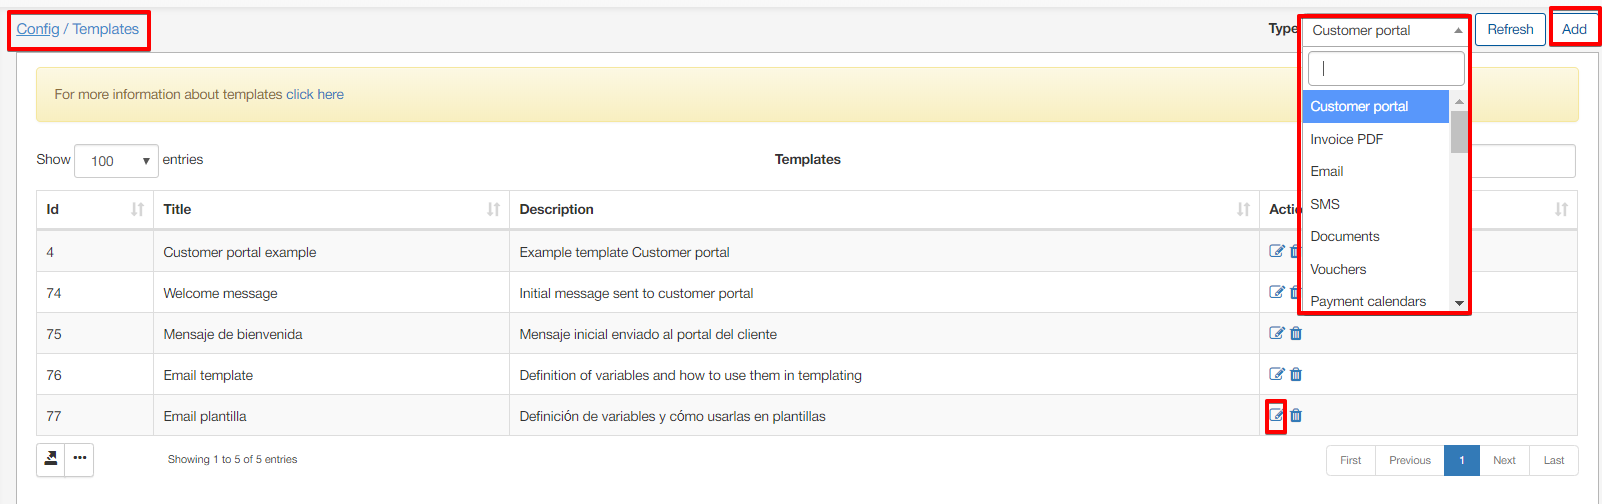 Config / Templates
Type Customer portal Refresh Add
For more information about templates click here
Customer portal
Invoice PDF
Email
SMS
Documents
Vouchers
Payment calendars
Show 100 entries
Templates
Id Title Description Actio
4 Customer portal example Example template Customer portal
74 Welcome message Initial message sent to customer portal
75 Mensaje de bienvenida Mensaje inicial enviado al portal del cliente
76 Email template Definition of variables and how to use them in templating
77 Email plantilla Definición de variables y cómo usarlas en plantillas
Showing 1 to 5 of 5 entries
First Previous 1 Next Last